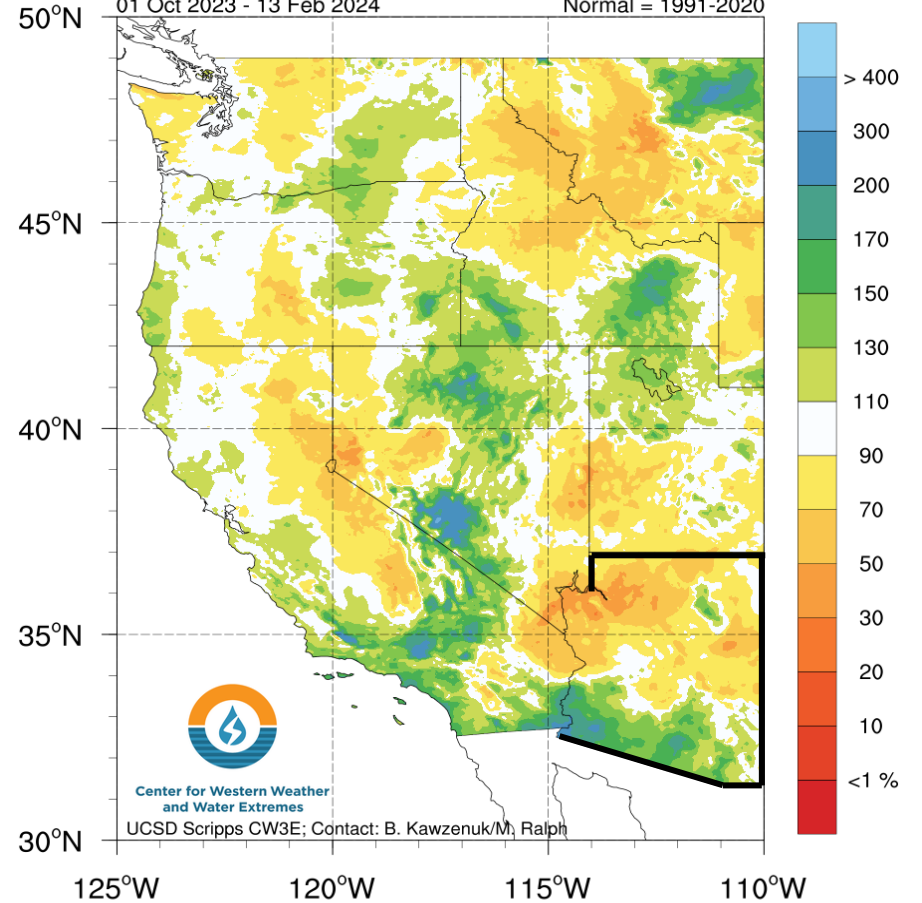 01 Oct 2023 - 13 Feb 2024 Normal = 1991-2020
50°N
45°N
40°N
35°N
30°N
125°W 120°W 115°W 110°W
> 400
300
200
170
150
130
110
90
70
50
30
20
10
<1 %
Center for Western Weather
and Water Extremes
UCSD Scripps CW3E; Contact: B. Kawzenuk/M. Ralph